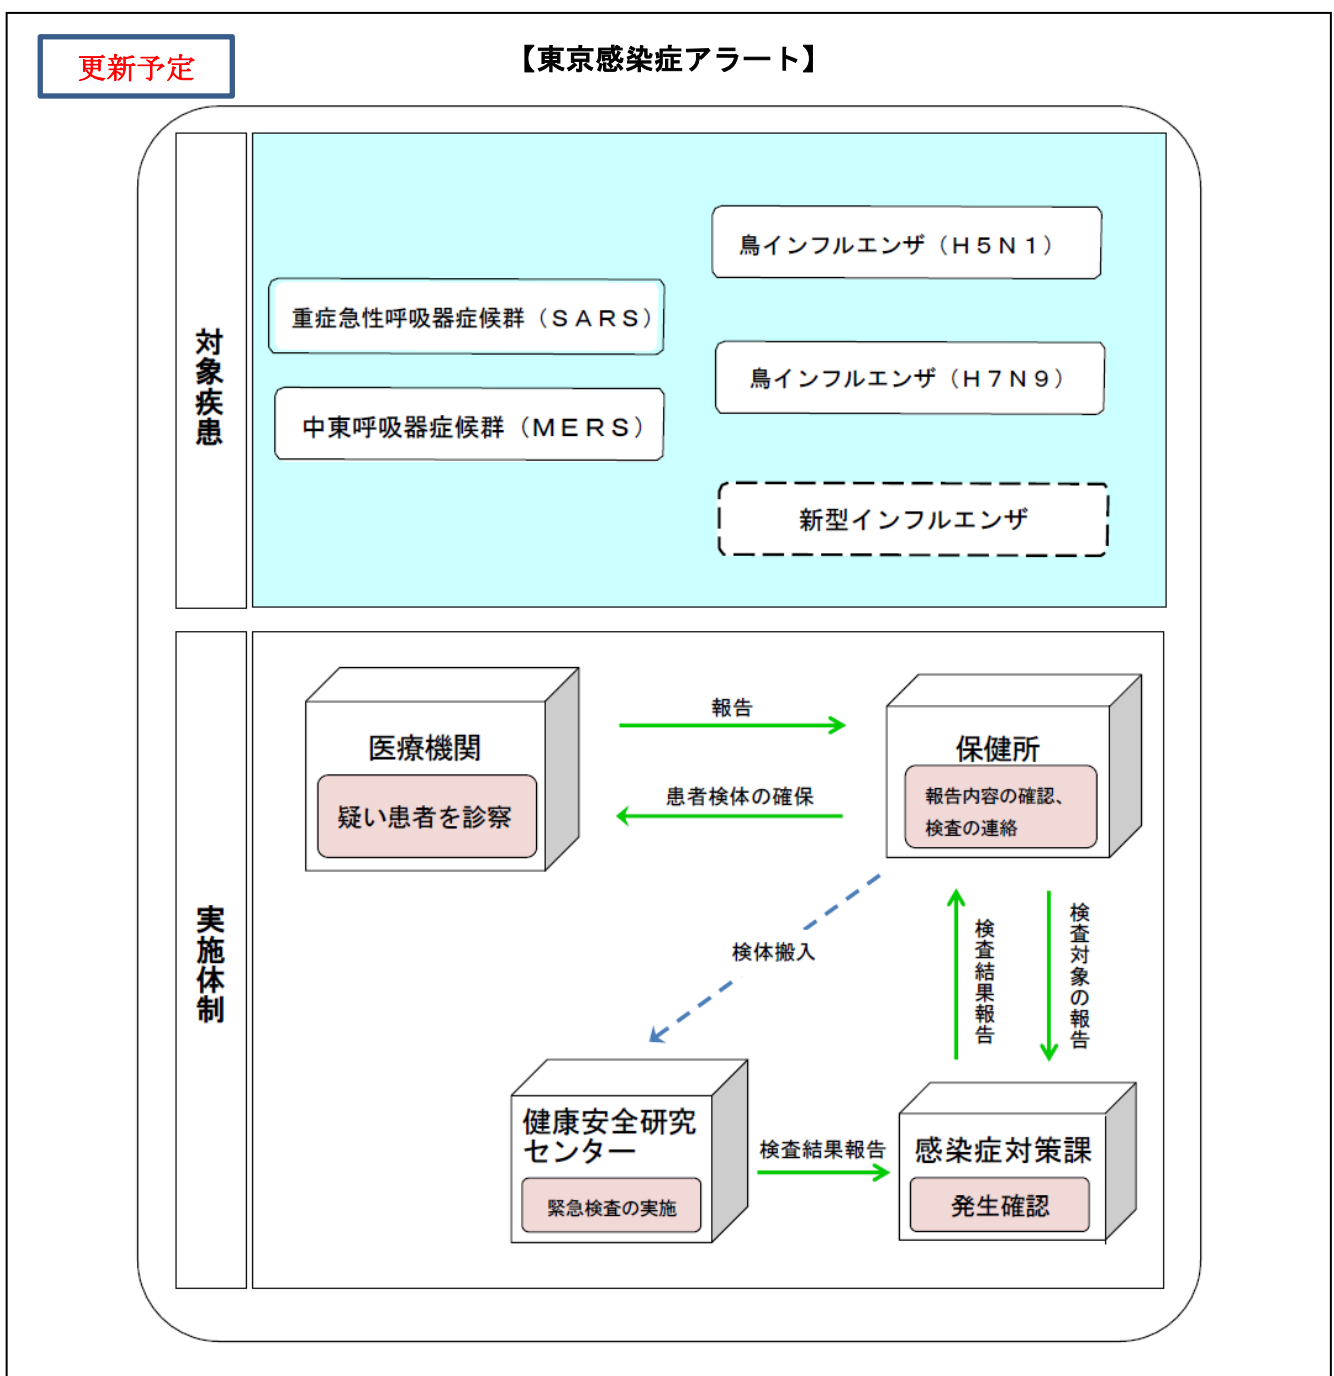 更新予定
【東京感染症アラート】
対象疾患
重症急性呼吸器症候群（ＳＡＲＳ）
中東呼吸器症候群（ＭＥＲＳ）
鳥インフルエンザ（Ｈ５Ｎ１）
鳥インフルエンザ（Ｈ７Ｎ９）
新型インフルエンザ
実施体制
医療機関
疑い患者を診察
報告
患者検体の確保
保健所
報告内容の確認、
検査の連絡
検体搬入
検査結果報告
検査対象の報告
健康安全研究
センター
緊急検査の実施
検査結果報告
感染症対策課
発生確認